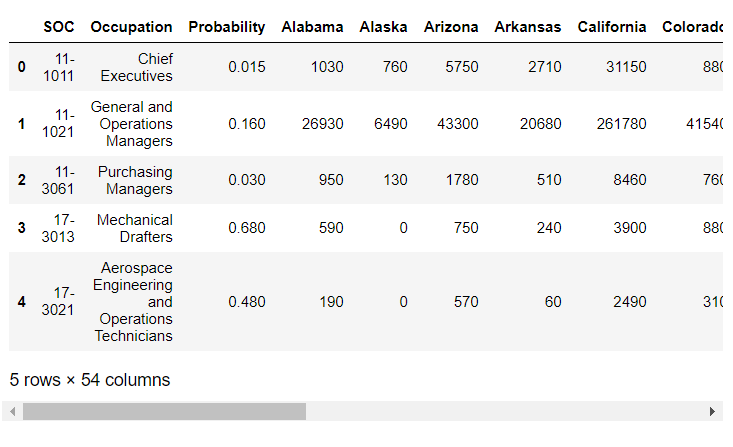 SOC Occupation Probability Alabama Alaska Arizona Arkansas California Colorado
0 11-1011 Chief Executives 0.015 1030 760 5750 2710 31150 880
1 11-1021 General and Operations Managers 0.160 26930 6490 43300 20680 261780 41540
2 11-3061 Purchasing Managers 0.030 950 130 1780 510 8460 760
3 17-3013 Mechanical Drafters 0.680 590 0 750 240 3900 880
4 17-3021 Aerospace Engineering and Operations Technicians 0.480 190 0 570 60 2490 310
5 rows × 54 columns